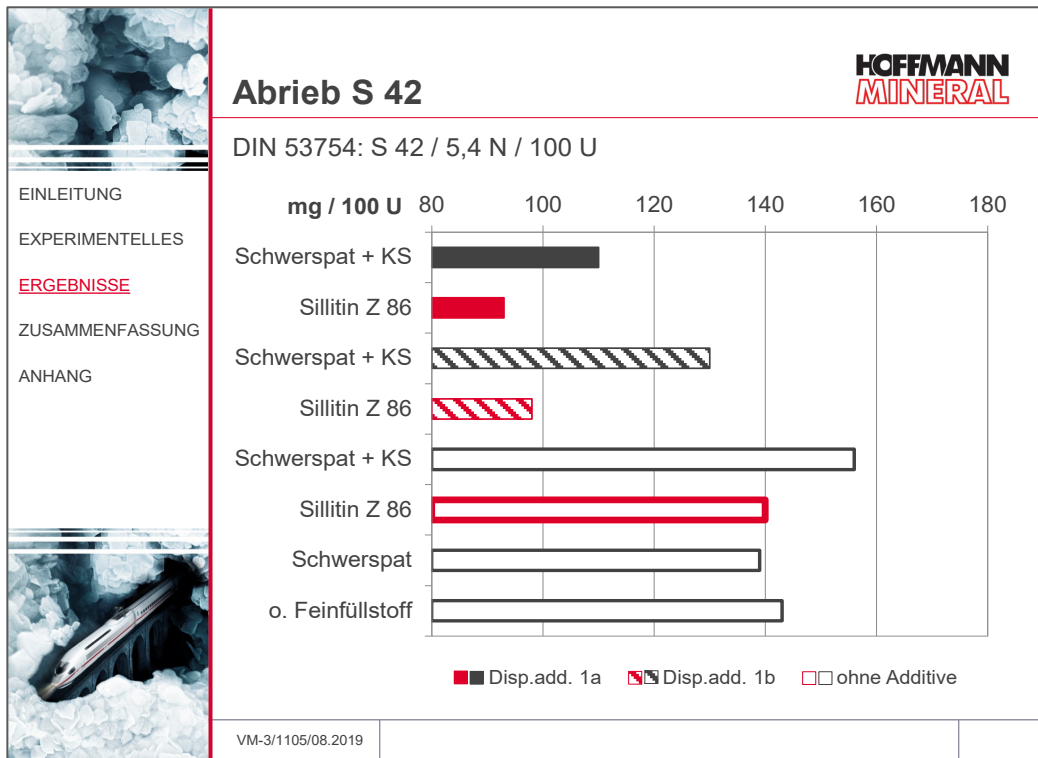 Abrieb S 42
HOFFMANN
MINERAL
DIN 53754: S 42 / 5,4 N / 100 U
EINLEITUNG
EXPERIMENTELLES
ERGEBNISSE
ZUSAMMENFASSUNG
ANHANG
mg / 100 U 80 100 120 140 160 180
Schwerspat + KS
Sillitin Z 86
Schwerspat + KS
Sillitin Z 86
Schwerspat + KS
Sillitin Z 86
Schwerspat
o. Feinfüllstoff
Disp.add. 1a Disp.add. 1b ohne Additive
VM-3/1105/08.2019